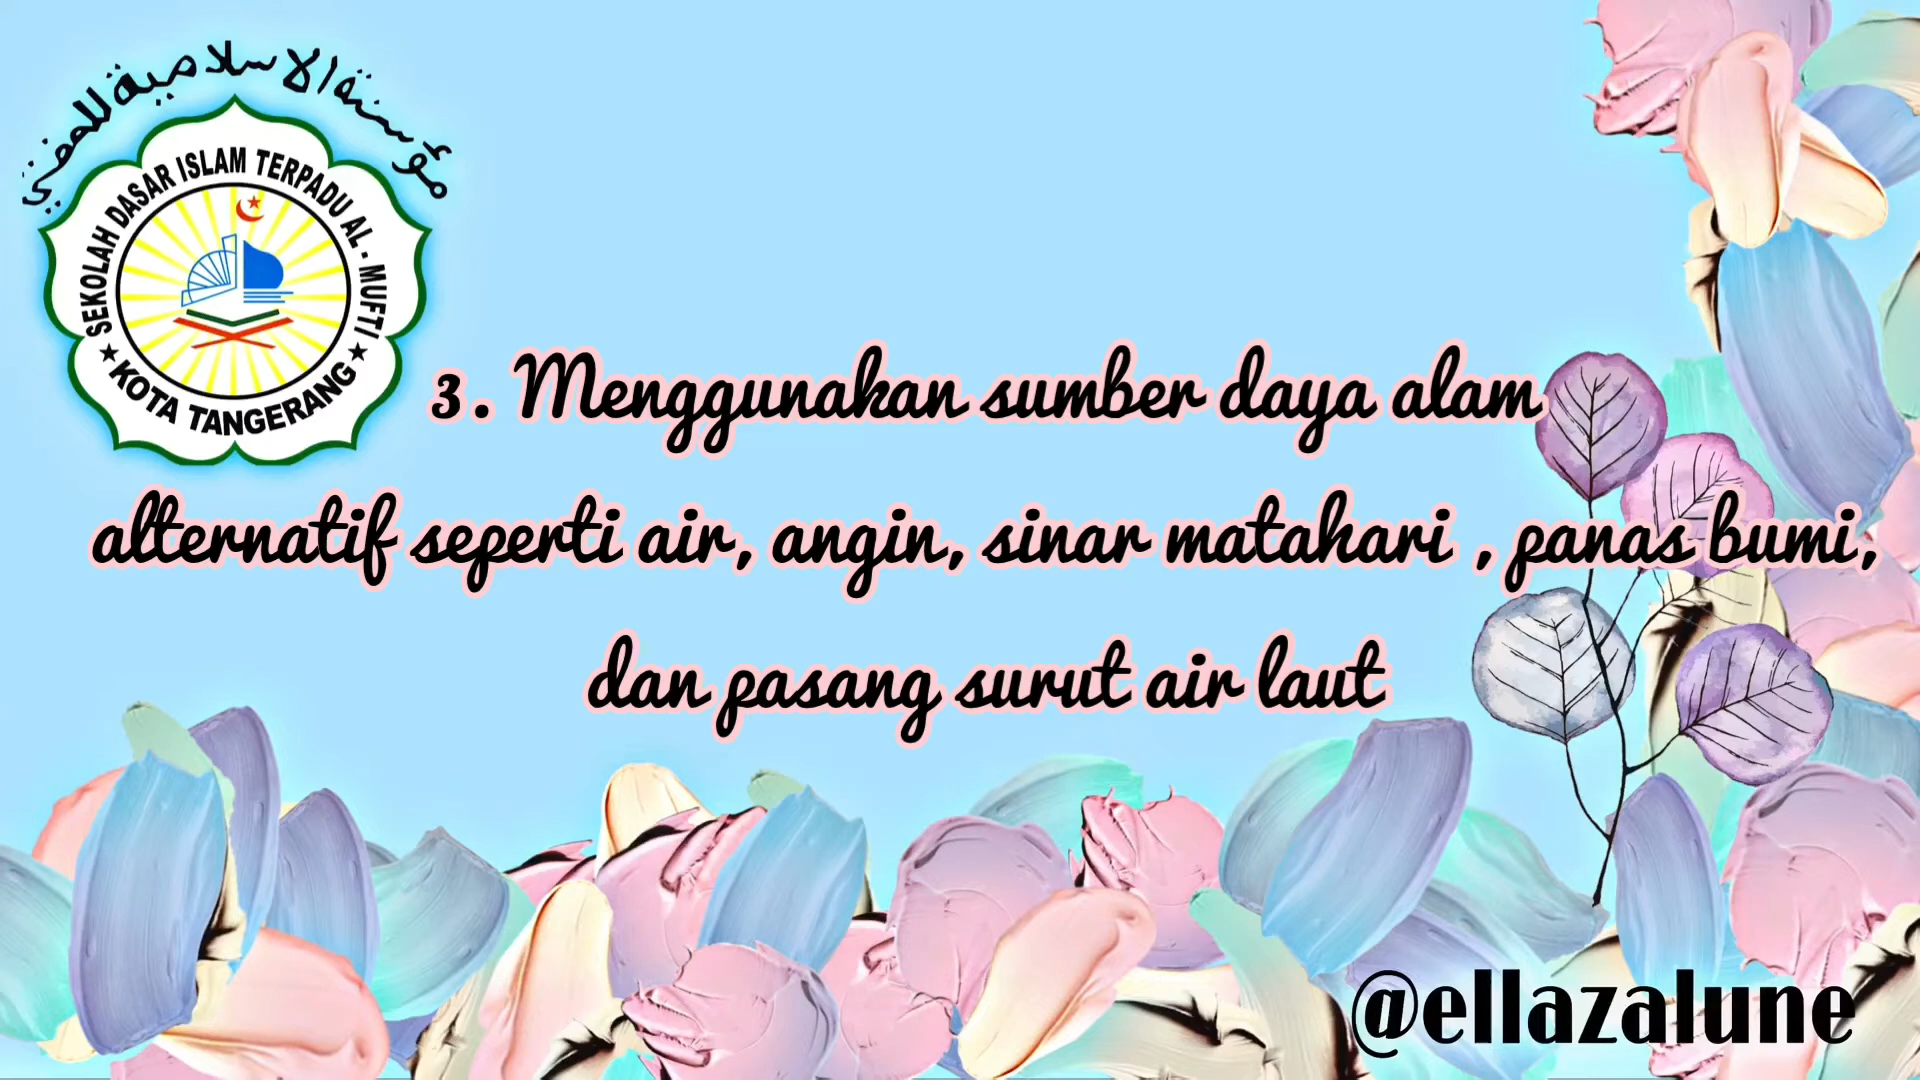 مؤسسة الاسلامية للمفتي
SEKOLAH DASAR ISLAM TERPADU AL - MUFTI
★ KOTA TANGERANG ★
3. Menggunakan sumber daya alam
alternatif seperti air, angin, sinar matahari , panas bumi,
dan pasang surut air laut
@ellazalune